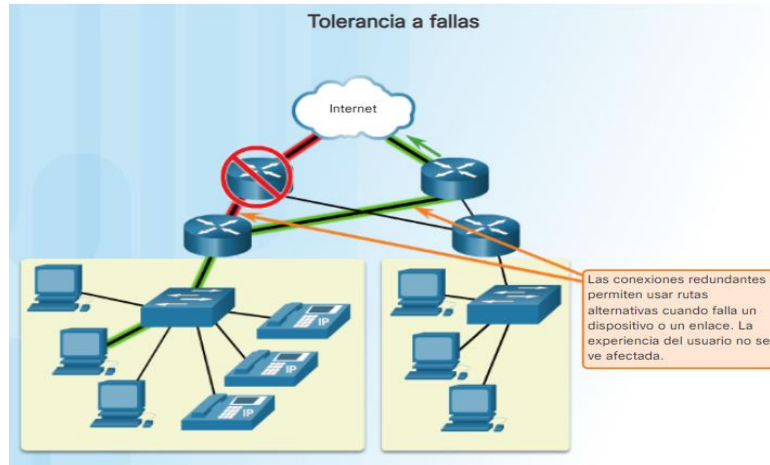 Tolerancia a fallas
Internet
Las conexiones redundantes
permiten usar rutas
alternativas cuando falla un
dispositivo o un enlace. La
experiencia del usuario no se
ve afectada.
IP
IP
IP